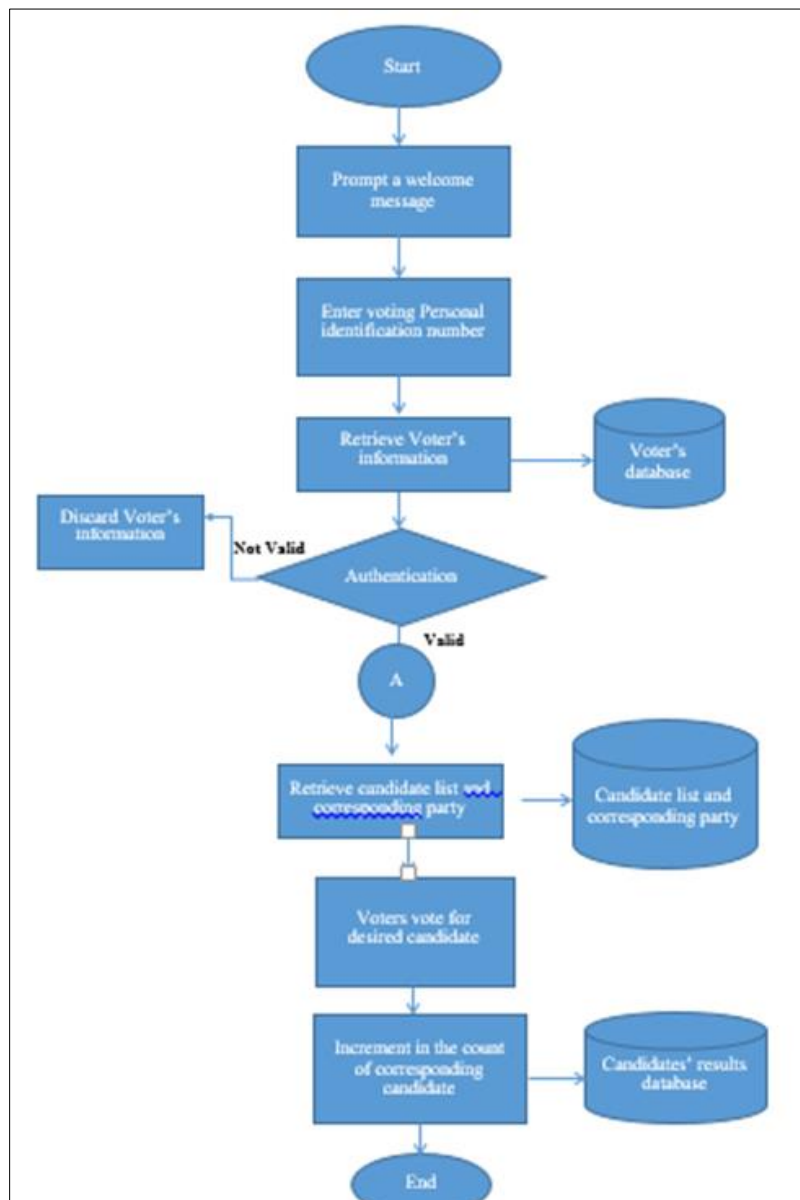 Start
Prompt a welcome
message
Enter voting Personal
identification number
Retrieve Voter's
information
Voter's
database
Discard Voter's
information
Not Valid
Authentication
Valid
A
Retrieve candidate list and
corresponding party
Candidate list and
corresponding party
Voters vote for
desired candidate
Increment in the count
of corresponding
candidate
Candidates' results
database
End